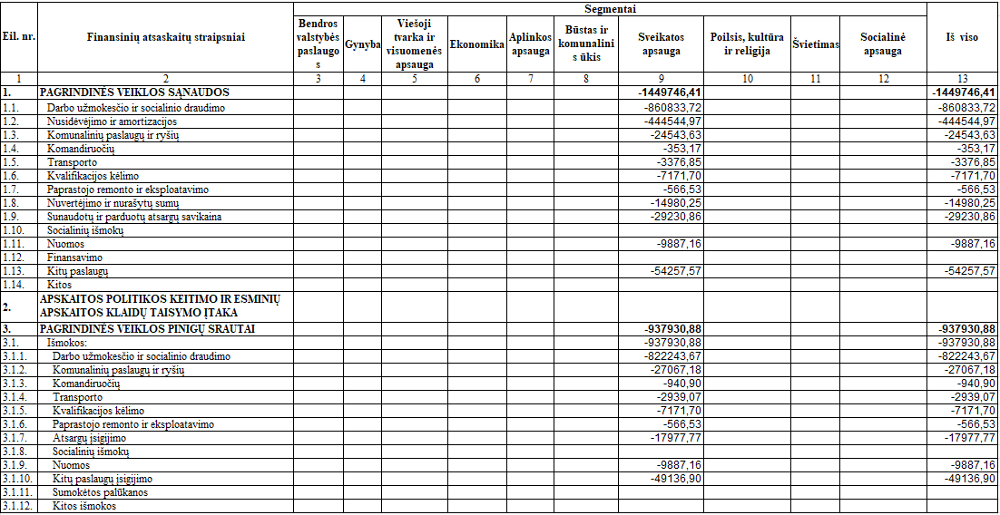 Segmentai
Eil. nr. Finansinių atsaskaitų straipsniai Bendros valstybės paslaugos Gynyba Viešoji tvarka ir visuomenės apsauga Ekonomika Aplinkos apsauga Būstas ir komunalinis ūkis Sveikatos apsauga Poilsis, kultūra ir religija Švietimas Socialinė apsauga Iš viso
1 2 3 4 5 6 7 8 9 10 11 12 13
1. PAGRINDINĖS VEIKLOS SĄNAUDOS -1449746,41 -1449746,41
1.1. Darbo užmokesčio ir socialinio draudimo -860833,72 -860833,72
1.2. Nusidėvėjimo ir amortizacijos -444544,97 -444544,97
1.3. Komunalinių paslaugų ir ryšių -24543,63 -24543,63
1.4. Komandiruočių -353,17 -353,17
1.5. Transporto -3376,85 -3376,85
1.6. Kvalifikacijos kėlimo -7171,70 -7171,70
1.7. Paprastojo remonto ir eksploatavimo -566,53 -566,53
1.8. Nuvertėjimo ir nurašytų sumų -14980,25 -14980,25
1.9. Sunaudotų ir parduotų atsargų savikaina -29230,86 -29230,86
1.10. Socialinių išmokų
1.11. Nuomos -9887,16 -9887,16
1.12. Finansavimo
1.13. Kitų paslaugų -54257,57 -54257,57
1.14. Kitos
2. APSKAITOS POLITIKOS KEITIMO IR ESMINIŲ
APSKAITOS KLAIDŲ TAISYMO ĮTAKA
3. PAGRINDINĖS VEIKLOS PINIGŲ SRAUTAI -937930,88 -937930,88
3.1. Išmokos: -937930,88 -937930,88
3.1.1. Darbo užmokesčio ir socialinio draudimo -822243,67 -822243,67
3.1.2. Komunalinių paslaugų ir ryšių -27067,18 -27067,18
3.1.3. Komandiruočių -940,90 -940,90
3.1.4. Transporto -2939,07 -2939,07
3.1.5. Kvalifikacijos kėlimo -7171,70 -7171,70
3.1.6. Paprastojo remonto ir eksploatavimo -566,53 -566,53
3.1.7. Atsargų įsigijimo -17977,77 -17977,77
3.1.8. Socialinių išmokų
3.1.9. Nuomos -9887,16 -9887,16
3.1.10. Kitų paslaugų įsigijimo -49136,90 -49136,90
3.1.11. Sumokėtos palūkanos
3.1.12. Kitos išmokos